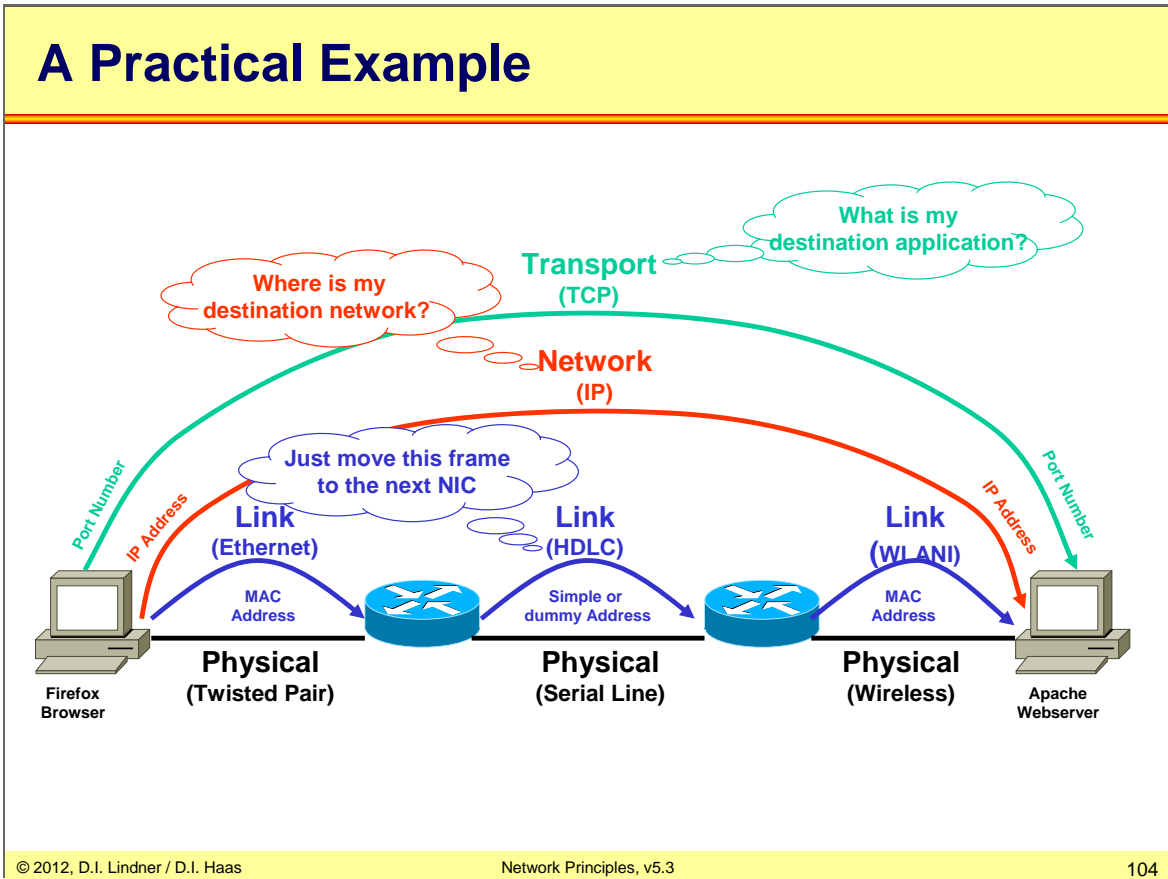 A Practical Example
What is my
destination application?
Transport
(TCP)
Where is my
destination network?
Network
(IP)
Just move this frame
to the next NIC
Port Number
IP Address
Link
(Ethernet)
Link
(HDLC)
Link
(WLANI)
IP Address
Port Number
MAC
Address
Simple or
dummy Address
MAC
Address
Physical
(Twisted Pair)
Physical
(Serial Line)
Physical
(Wireless)
Firefox
Browser
Apache
Webserver
© 2012, D.I. Lindner / D.I. Haas
Network Principles, v5.3
104